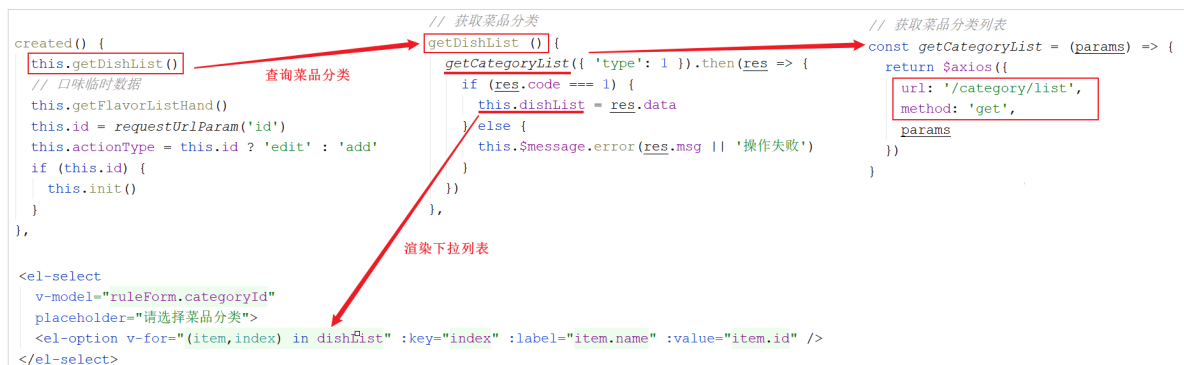 created() {
this.getDishList()
// 口味临时数据
this.getFlavorListHand()
this.id = requestUrlParam('id')
this.actionType = this.id ? 'edit' : 'add'
if (this.id) {
this.init()
}
},
查询菜品分类
// 获取菜品分类
getDishList () {
getCategoryList({ 'type': 1 }).then(res => {
if (res.code === 1) {
this.dishList = res.data
} else {
this.$message.error(res.msg || '操作失败')
}
})
},
// 获取菜品分类列表
const getCategoryList = (params) => {
return $axios({
url: '/category/list',
method: 'get',
params
})
}
渲染下拉列表
<el-select
v-model="ruleForm.categoryId"
placeholder="请选择菜品分类">
<el-option v-for="(item,index) in dishList" :key="index" :label="item.name" :value="item.id" />
</el-select>